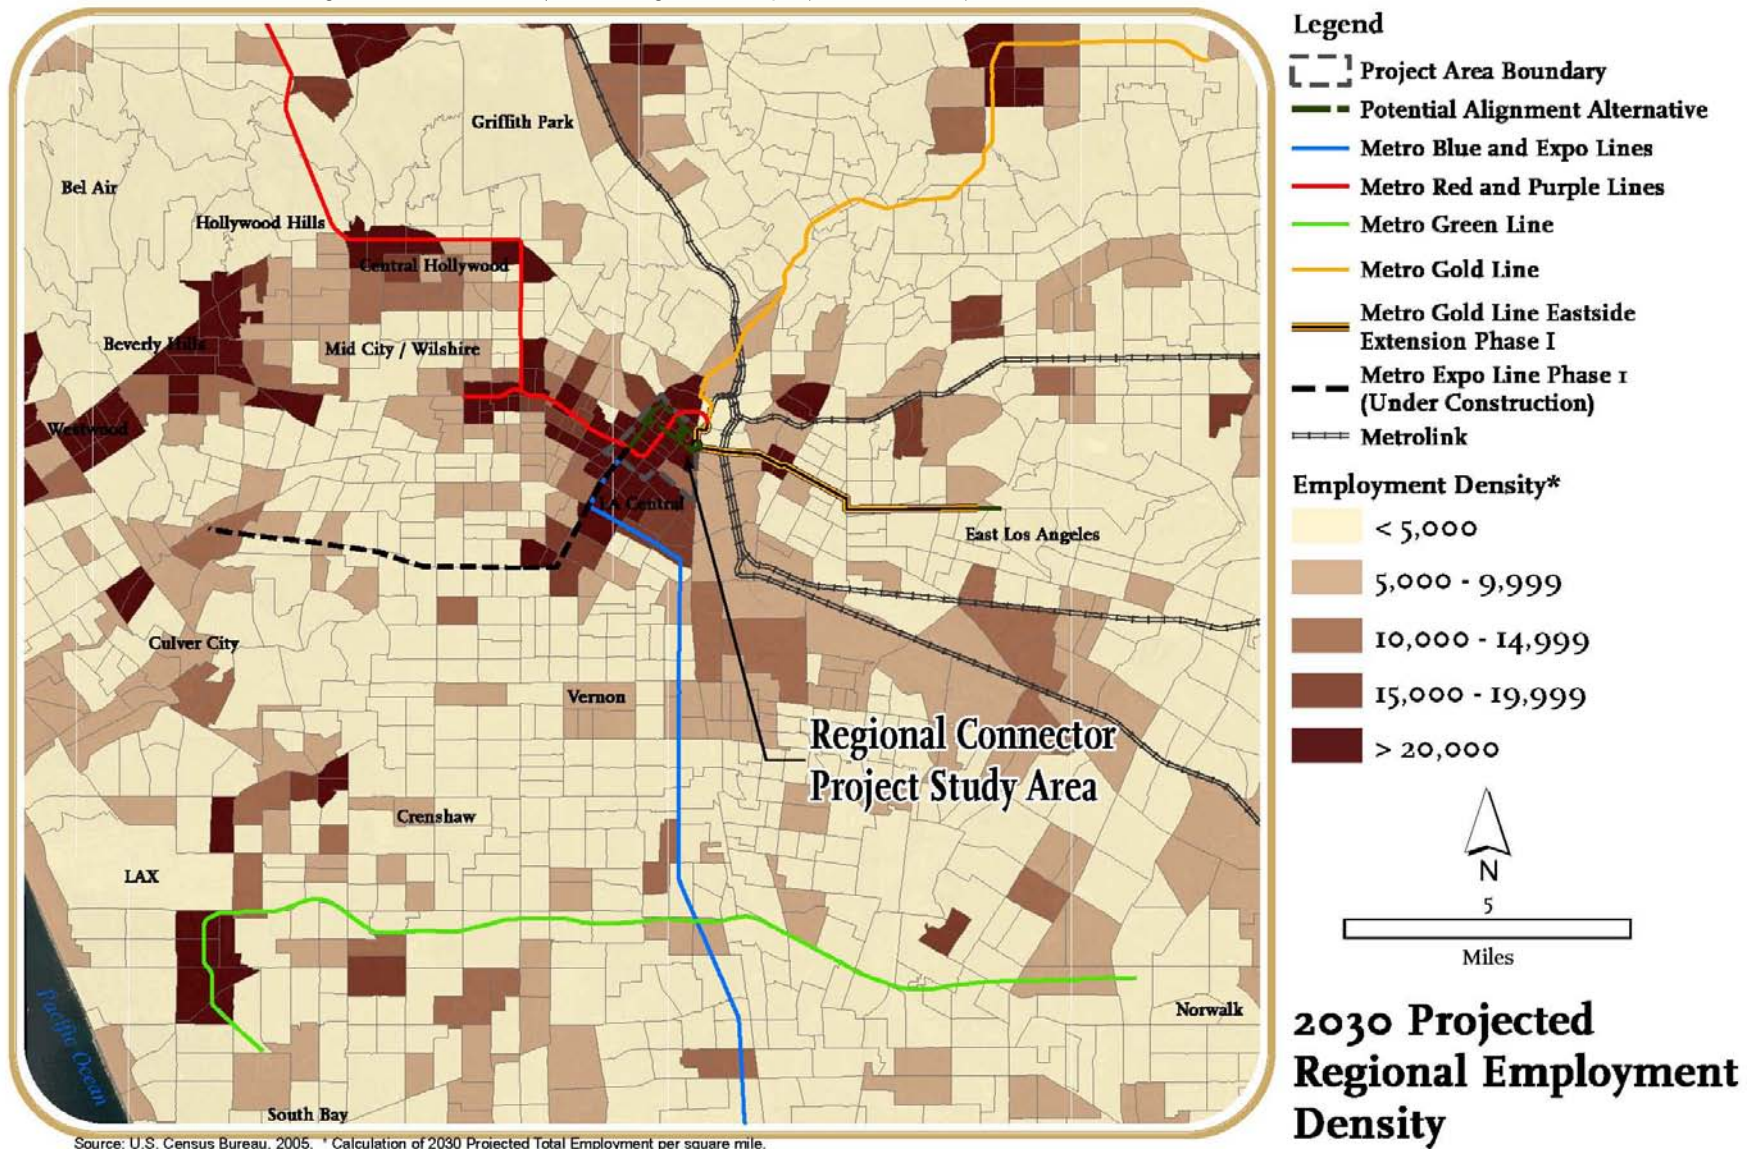 Griffith Park
Bel Air
Hollywood Hills
Central Hollywood
Beverly Hills
Mid City / Wilshire
Westwood
LA Central
East Los Angeles
Culver City
Vernon
Regional Connector
Project Study Area
Crenshaw
LAX
Pacific Ocean
Norwalk
South Bay
Source: U.S. Census Bureau, 2005. * Calculation of 2030 Projected Total Employment per square mile.
Legend
Project Area Boundary
Potential Alignment Alternative
Metro Blue and Expo Lines
Metro Red and Purple Lines
Metro Green Line
Metro Gold Line
Metro Gold Line Eastside
Extension Phase I
Metro Expo Line Phase 1
(Under Construction)
Metrolink
Employment Density*
< 5,000
5,000 - 9,999
10,000 - 14,999
15,000 - 19,999
> 20,000
N
5
Miles
2030 Projected
Regional Employment
Density